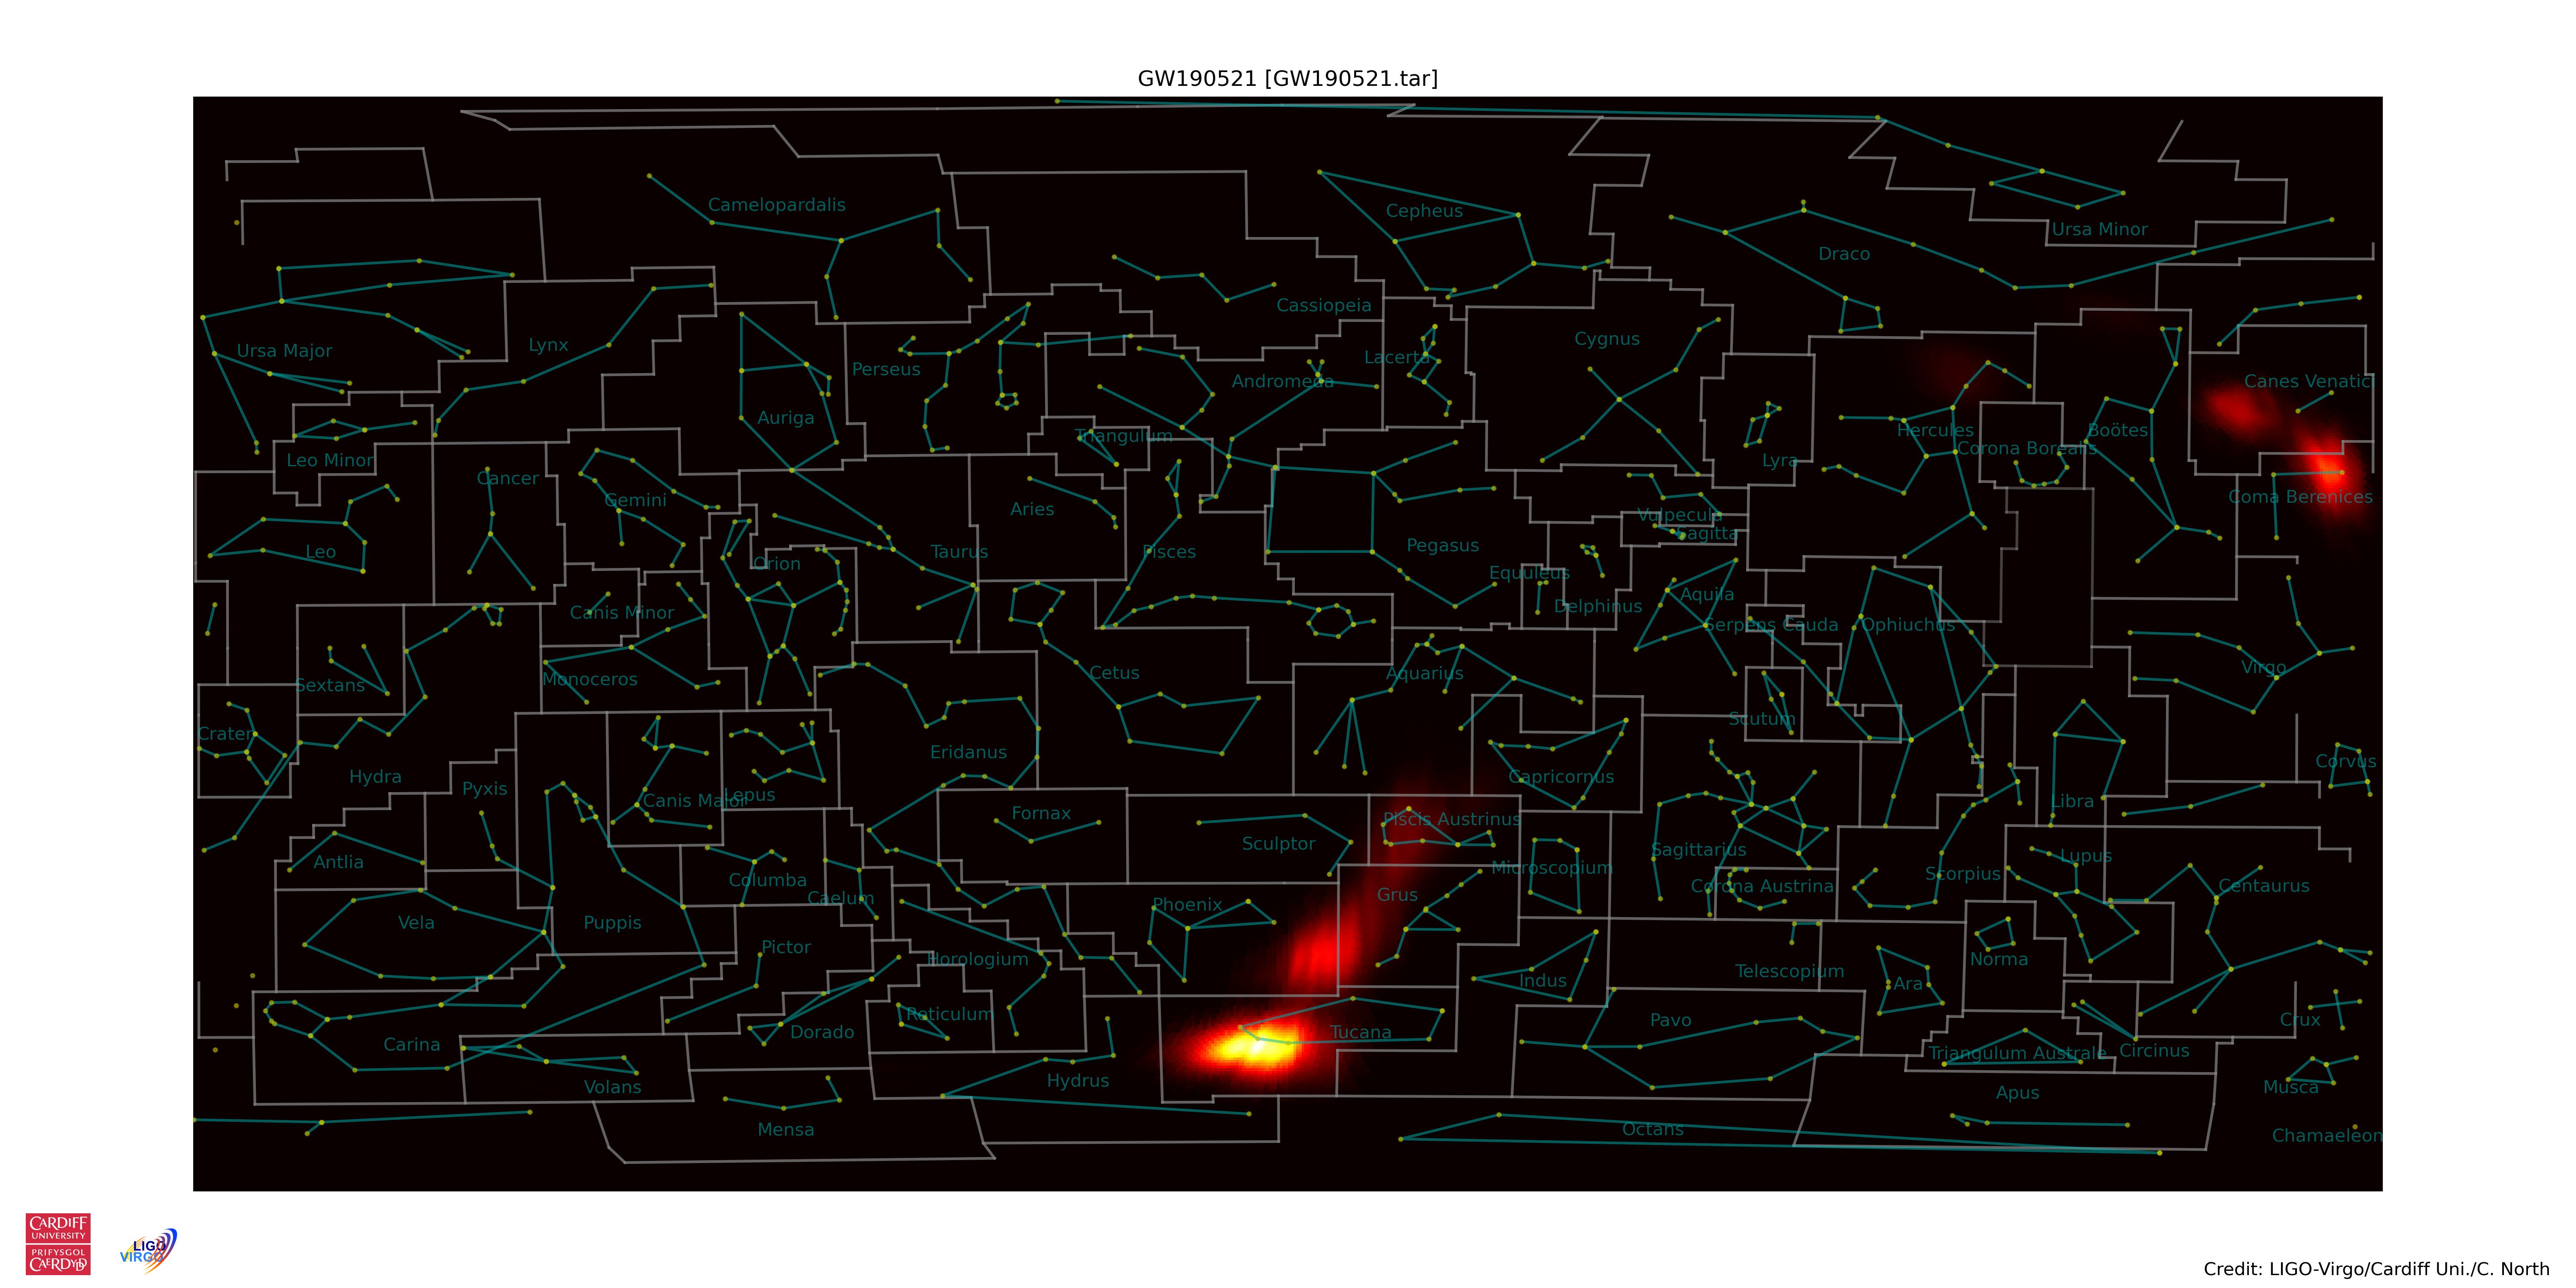 GW190521 [GW190521.tar]
Camelopardalis
Cepheus
Ursa Minor
Draco
Cassiopeia
Cygnus
Ursa Major
Lynx
Lacerta
Perseus
Andromeda
Canes Venatici
Auriga
Triangulum
Hercules
Boötes
Corona Borealis
Leo Minor
Lyra
Cancer
Gemini
Coma Berenices
Aries
Vulpecula
Sagitta
Leo
Taurus
Pisces
Pegasus
Orion
Equuleus
Aquila
Delphinus
Canis Minor
Serpens Cauda
Ophiuchus
Virgo
Cetus
Aquarius
Monoceros
Sextans
Scutum
Crater
Eridanus
Corvus
Hydra
Capricornus
Pyxis
Lepus
Canis Major
Libra
Fornax
Piscis Austrinus
Sculptor
Sagittarius
Lupus
Antlia
Microscopium
Scorpius
Columba
Corona Austrina
Centaurus
Grus
Caelum
Phoenix
Vela
Puppis
Pictor
Horologium
Norma
Telescopium
Indus
Ara
Reticulum
Pavo
Crux
Dorado
Tucana
Carina
Circinus
Triangulum Australe
Hydrus
Volans
Musca
Apus
Mensa
Octans
Chamaeleon
CARDIFF
UNIVERSITY
PRIFYSGOL
CAERDYDD
LIGO
VIRGO
Credit: LIGO-Virgo/Cardiff Uni./C. North